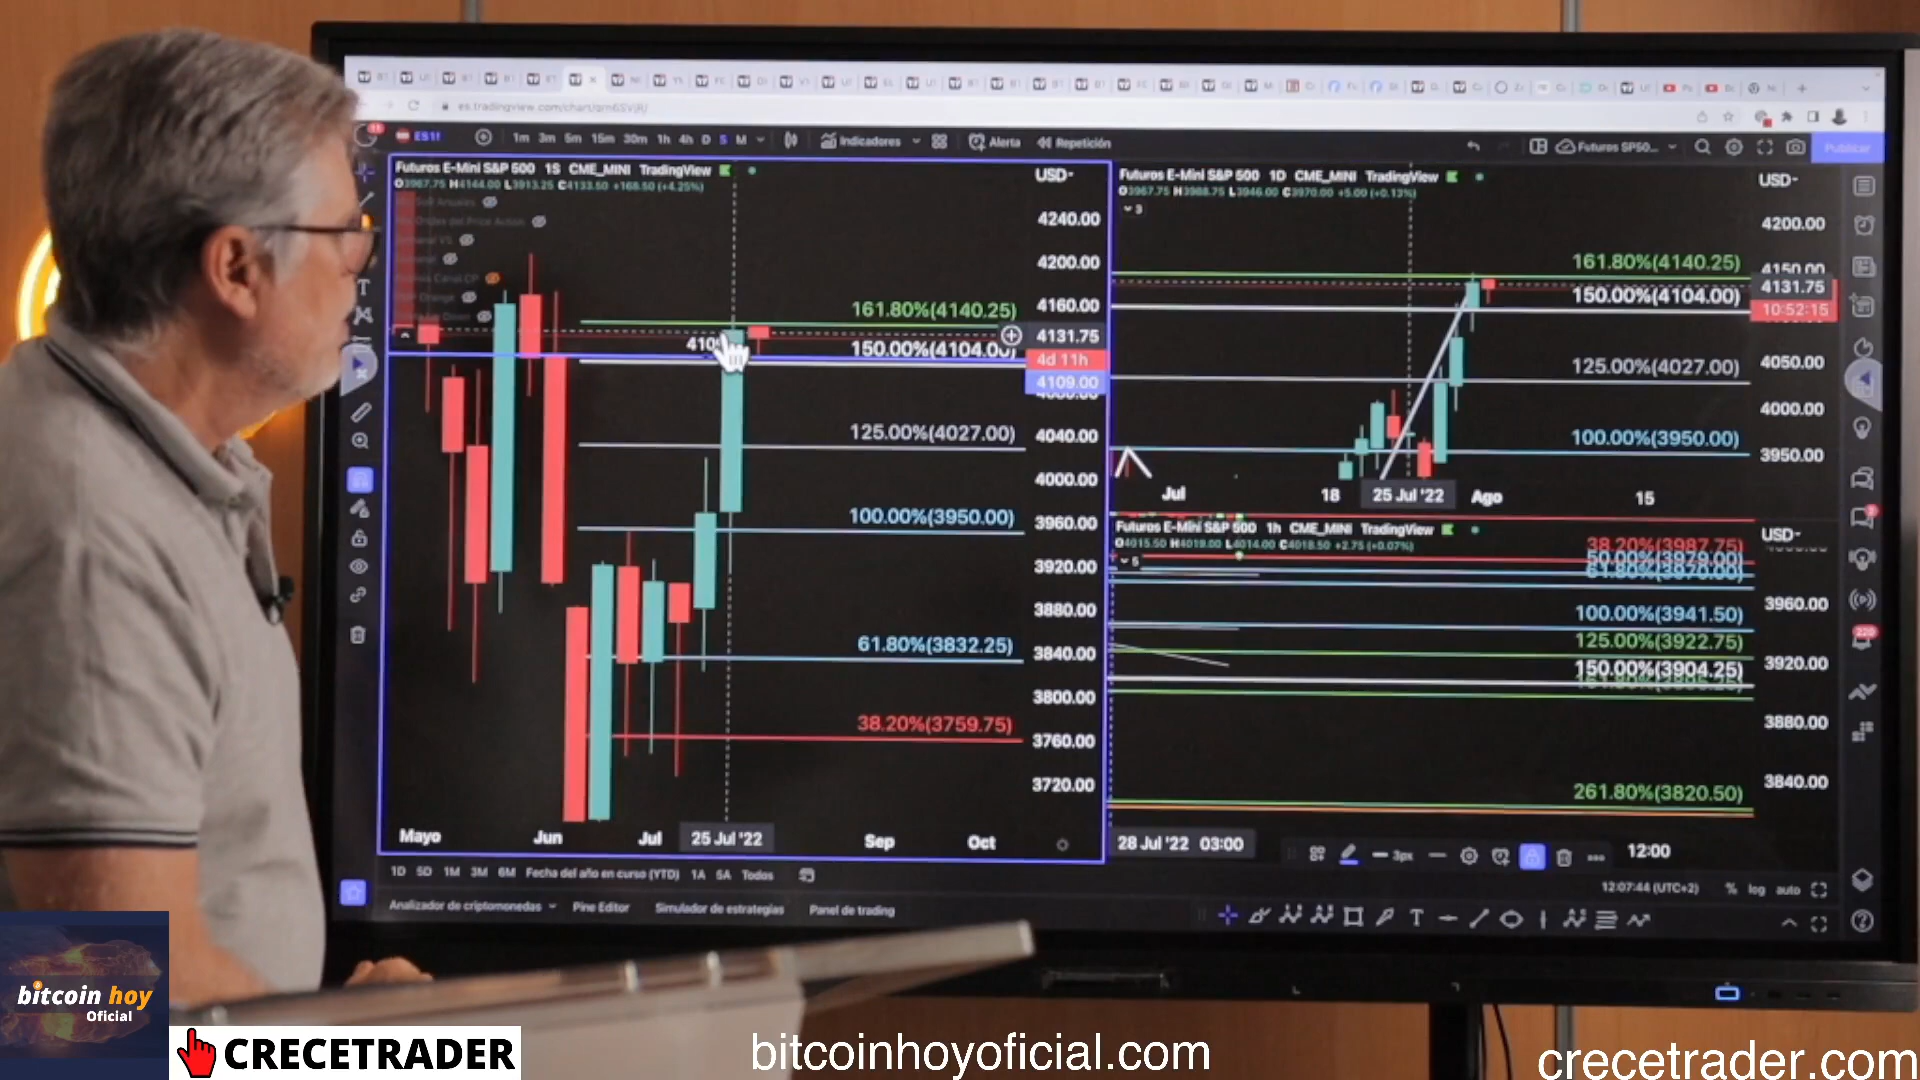 es.tradingview.com/chart/
ES1!
1m 3m 5m 15m 30m 1h 4h D S M
Indicadores
Alerta
Repetición
Futuros SP50...
Publicar
Futuros E-Mini S&P 500 1S CME_MINI TradingView
O3967.75 H4144.00 L3913.25 C4133.50 +168.50 (+4.25%)
USD
4240.00
4200.00
4160.00
4131.75
4d 11h
4109.00
4040.00
4000.00
3960.00
3920.00
3880.00
3840.00
3800.00
3760.00
3720.00
161.80%(4140.25)
150.00%(4104.00)
125.00%(4027.00)
100.00%(3950.00)
61.80%(3832.25)
38.20%(3759.75)
Mayo Jun Jul 25 Jul '22 Sep Oct
Futuros E-Mini S&P 500 1D CME_MINI TradingView
O3967.75 H3988.75 L3946.00 C3970.00 +5.00 (+0.13%)
3
USD
4200.00
4150.00
4131.75
10:52:15
4050.00
4000.00
3950.00
161.80%(4140.25)
150.00%(4104.00)
125.00%(4027.00)
100.00%(3950.00)
Jul 18 25 Jul '22 Ago 15
Futuros E-Mini S&P 500 1h CME_MINI TradingView
O4015.50 H4019.00 L4014.00 C4018.50 +2.75 (+0.07%)
5
USD
38.20%(3987.75)
50.00%(3979.00)
61.80%(3970.00)
100.00%(3941.50)
125.00%(3922.75)
150.00%(3904.25)
261.80%(3820.50)
3960.00
3920.00
3880.00
3840.00
28 Jul '22 03:00
3px
12:00
1D 5D 1M 3M 6M Fecha del año en curso (YTD) 1A 5A Todos
12:07:44 (UTC+2) % log auto
Analizador de criptomonedas Pine Editor Simulador de estrategias Panel de trading
bitcoin hoy
Oficial
CRECETRADER
bitcoinhoyoficial.com
crecetrader.com